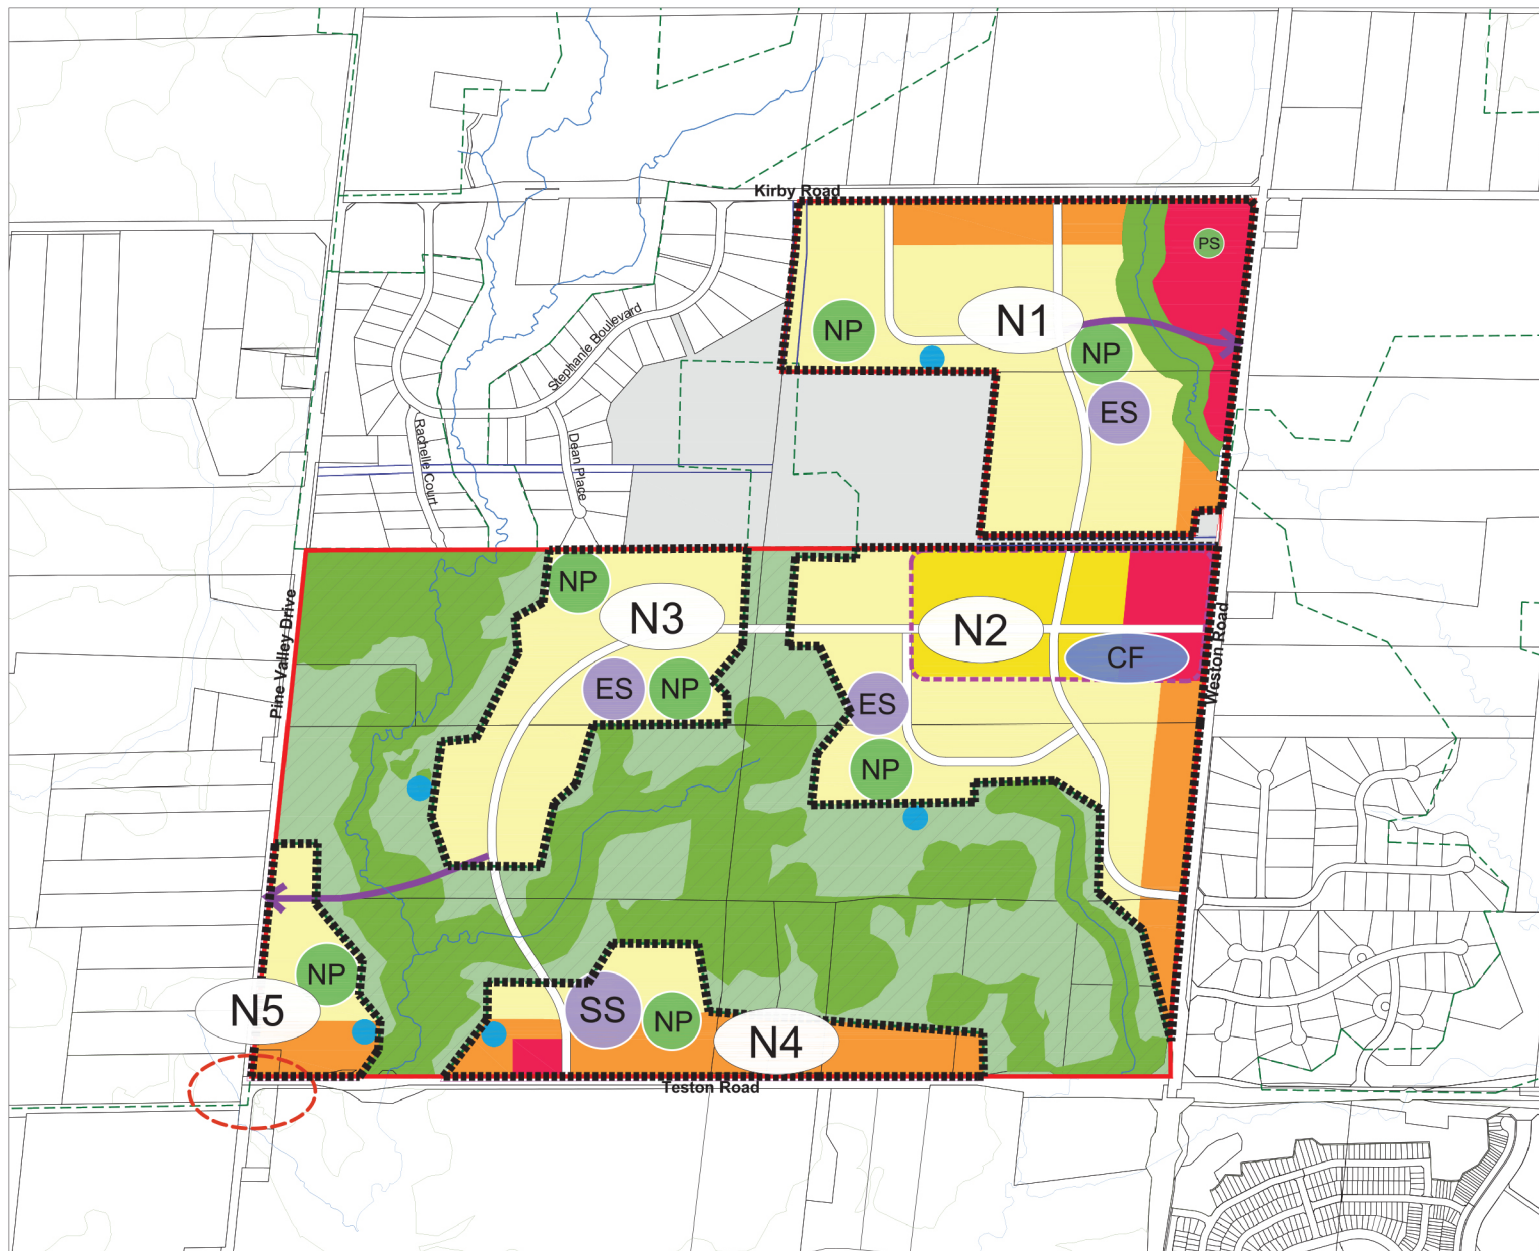 Kirby Road
PS
N1
NP
NP
Stephanie Boulevard
ES
Rachelle Court
Dean Place
NP
N3
N2
CF
Pine Valley Drive
Weston Road
ES
NP
ES
NP
NP
N5
SS
NP
N4
Teston Road